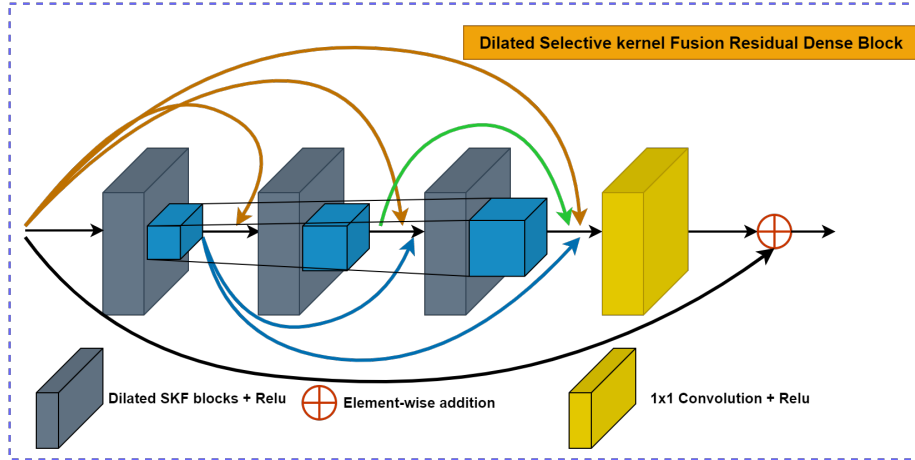 Dilated Selective kernel Fusion Residual Dense Block
Dilated SKF blocks + Relu
Element-wise addition
1x1 Convolution + Relu